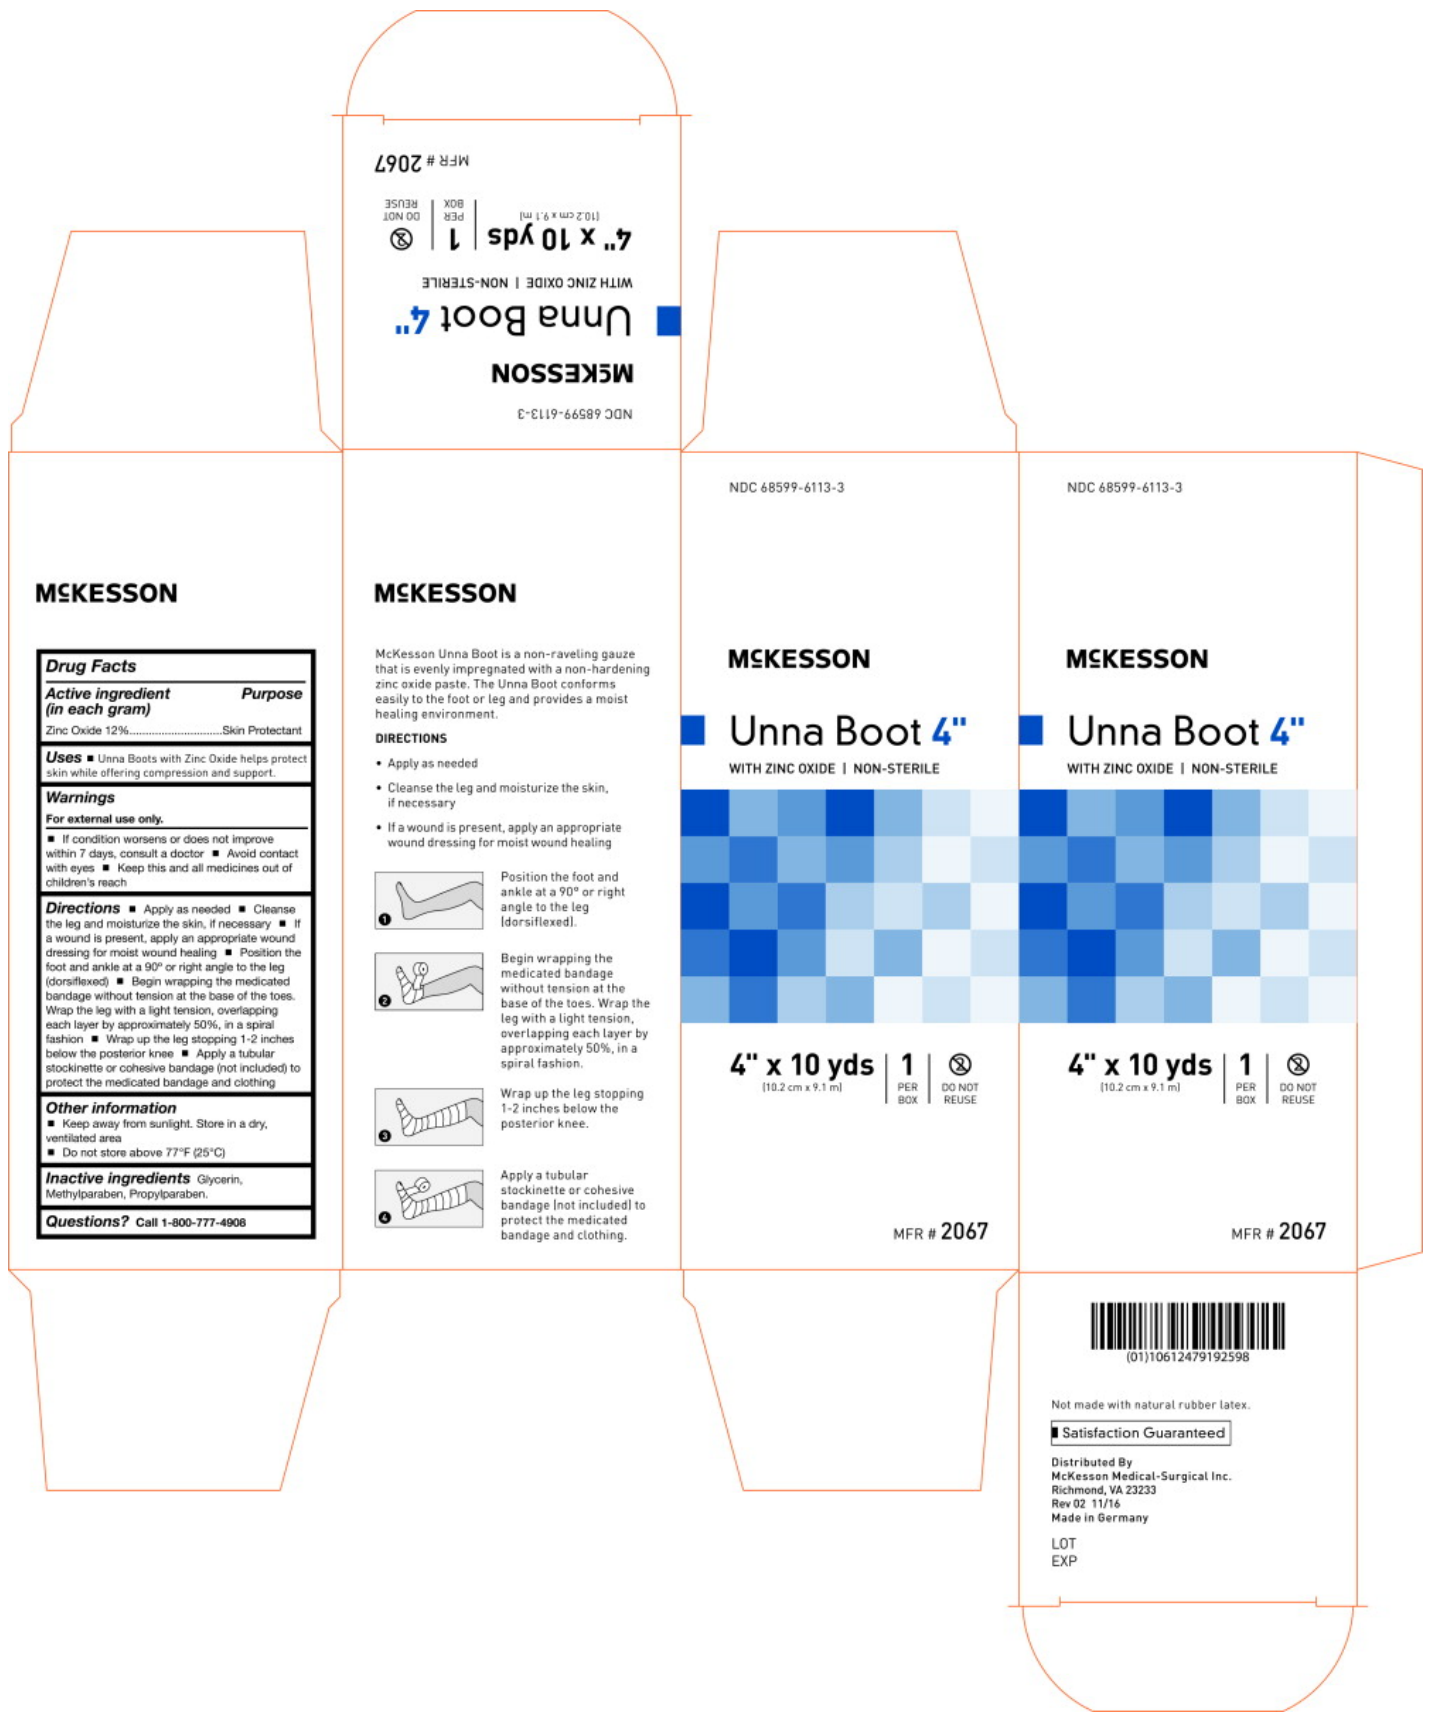 MFR # 2067
DO NOT
REUSE
1
PER
BOX
4" x 10 yds
(10.2 cm x 9.1 m)
WITH ZINC OXIDE | NON-STERILE
Unna Boot 4"
McKESSON
NDC 68599-6113-3
McKESSON
Drug Facts
Active ingredient Purpose
(in each gram)
Zinc Oxide 12%.............................Skin Protectant
Uses ■ Unna Boots with Zinc Oxide helps protect
skin while offering compression and support.
Warnings
For external use only.
■ If condition worsens or does not improve
within 7 days, consult a doctor ■ Avoid contact
with eyes ■ Keep this and all medicines out of
children's reach
Directions ■ Apply as needed ■ Cleanse
the leg and moisturize the skin, if necessary ■ If
a wound is present, apply an appropriate wound
dressing for moist wound healing ■ Position the
foot and ankle at a 90° or right angle to the leg
(dorsiflexed) ■ Begin wrapping the medicated
bandage without tension at the base of the toes.
Wrap the leg with a light tension, overlapping
each layer by approximately 50%, in a spiral
fashion ■ Wrap up the leg stopping 1-2 inches
below the posterior knee ■ Apply a tubular
stockinette or cohesive bandage (not included) to
protect the medicated bandage and clothing
Other information
■ Keep away from sunlight. Store in a dry,
ventilated area
■ Do not store above 77°F (25°C)
Inactive ingredients Glycerin,
Methylparaben, Propylparaben.
Questions? Call 1-800-777-4908
McKESSON
McKesson Unna Boot is a non-raveling gauze
that is evenly impregnated with a non-hardening
zinc oxide paste. The Unna Boot conforms
easily to the foot or leg and provides a moist
healing environment.
DIRECTIONS
• Apply as needed
• Cleanse the leg and moisturize the skin,
if necessary
• If a wound is present, apply an appropriate
wound dressing for moist wound healing
1
Position the foot and
ankle at a 90° or right
angle to the leg
(dorsiflexed).
2
Begin wrapping the
medicated bandage
without tension at the
base of the toes. Wrap the
leg with a light tension,
overlapping each layer by
approximately 50%, in a
spiral fashion.
3
Wrap up the leg stopping
1-2 inches below the
posterior knee.
4
Apply a tubular
stockinette or cohesive
bandage (not included) to
protect the medicated
bandage and clothing.
NDC 68599-6113-3
McKESSON
Unna Boot 4"
WITH ZINC OXIDE | NON-STERILE
4" x 10 yds
(10.2 cm x 9.1 m)
1
PER
BOX
2
DO NOT
REUSE
MFR # 2067
NDC 68599-6113-3
McKESSON
Unna Boot 4"
WITH ZINC OXIDE | NON-STERILE
4" x 10 yds
(10.2 cm x 9.1 m)
1
PER
BOX
2
DO NOT
REUSE
MFR # 2067
(01)10612479192598
Not made with natural rubber latex.
Satisfaction Guaranteed
Distributed By
McKesson Medical-Surgical Inc.
Richmond, VA 23233
Rev 02 11/16
Made in Germany
LOT
EXP